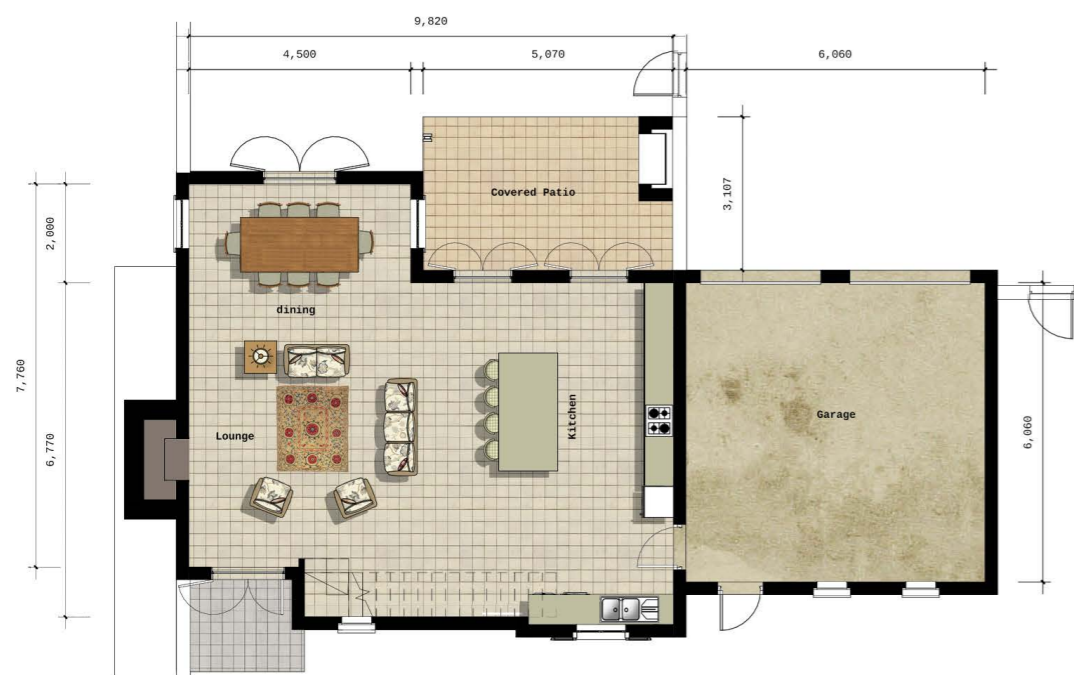 9,820
4,500
5,070
6,060
3,107
Covered Patio
2,000
dining
7,760
Kitchen
Garage
6,060
Lounge
6,770